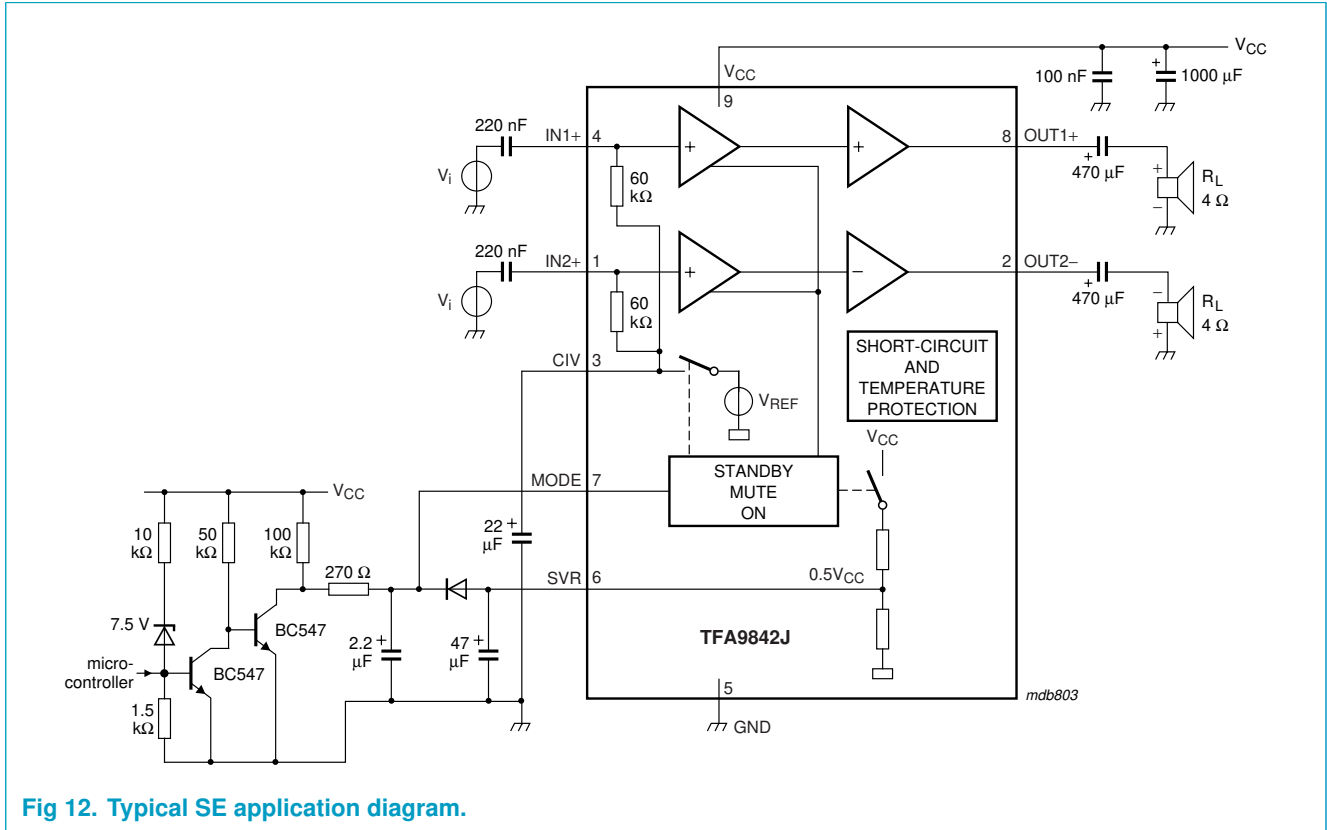 VCC
VCC
100 nF
+
1000 μF
9
220 nF
IN1+
4
+
+
8
OUT1+
+
470 μF
Vi
60
kΩ
+
−
RL
4 Ω
220 nF
IN2+
1
+
−
2
OUT2−
+
470 μF
Vi
60
kΩ
−
+
RL
4 Ω
SHORT-CIRCUIT
AND
TEMPERATURE
PROTECTION
CIV
3
VREF
VCC
MODE
7
STANDBY
MUTE
ON
VCC
10
kΩ
50
kΩ
100
kΩ
22
μF
+
270 Ω
SVR
6
0.5VCC
7.5 V
BC547
2.2
μF
+
47
μF
+
TFA9842J
micro-
controller
BC547
1.5
kΩ
5
GND
mdb803
Fig 12. Typical SE application diagram.